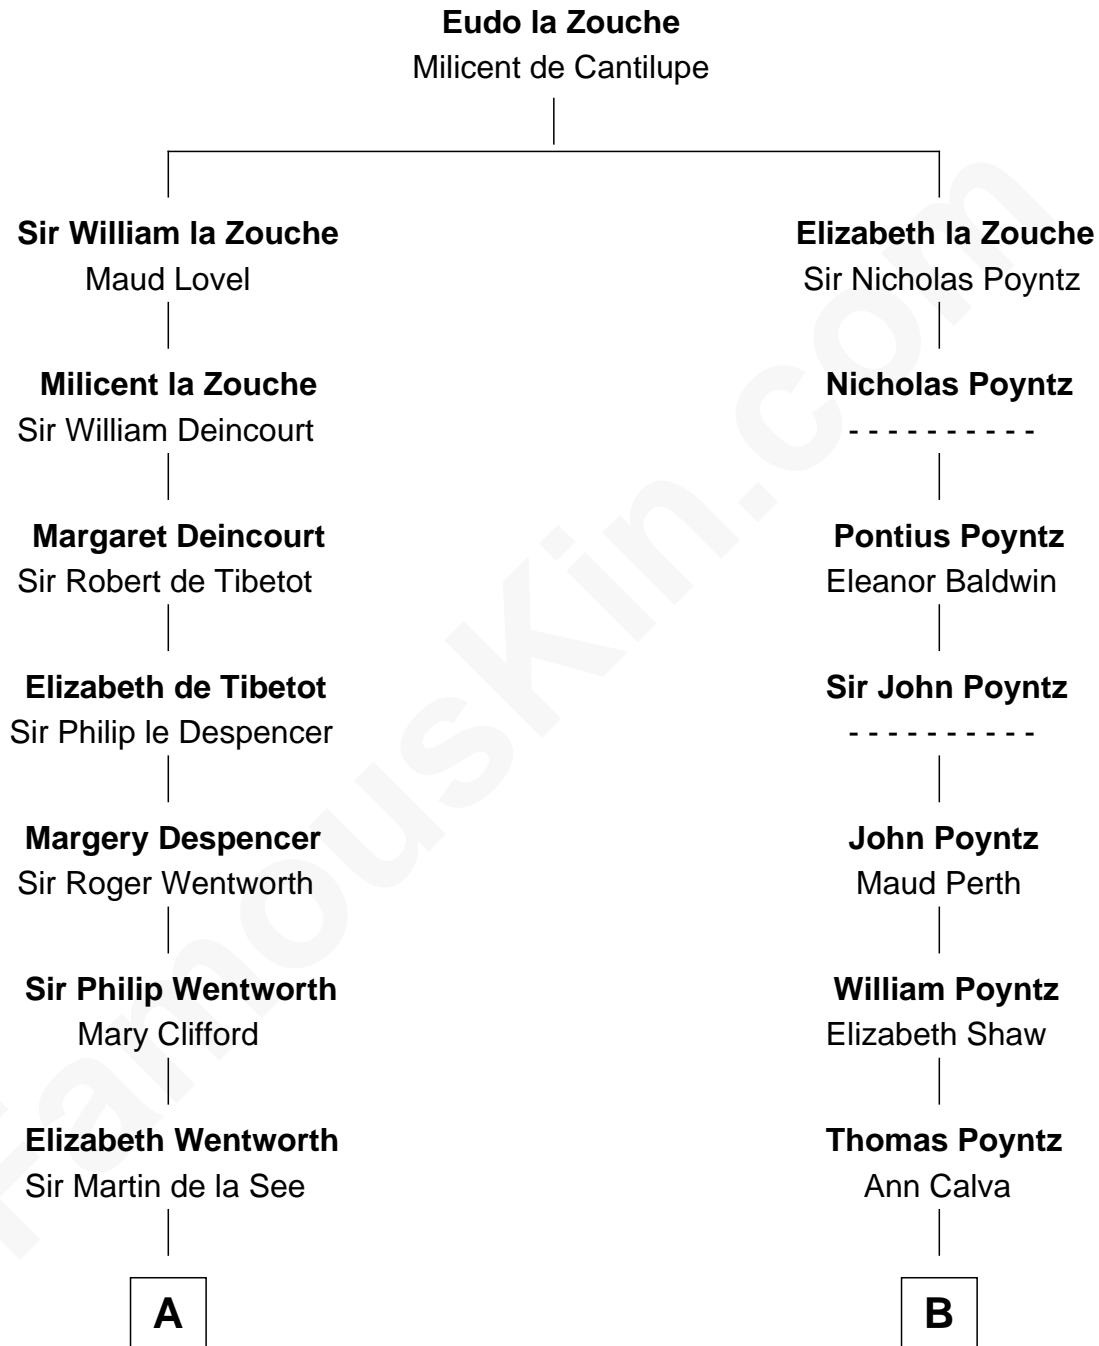 Eudo la Zouche
Milicent de Cantilupe
Sir William la Zouche
Maud Lovel
Milicent la Zouche
Sir William Deincourt
Margaret Deincourt
Sir Robert de Tibetot
Elizabeth de Tibetot
Sir Philip le Despencer
Margery Despencer
Sir Roger Wentworth
Sir Philip Wentworth
Mary Clifford
Elizabeth Wentworth
Sir Martin de la See
A
Elizabeth la Zouche
Sir Nicholas Poyntz
Nicholas Poyntz
- - - - - - - - - -
Pontius Poyntz
Eleanor Baldwin
Sir John Poyntz
- - - - - - - - - -
John Poyntz
Maud Perth
William Poyntz
Elizabeth Shaw
Thomas Poyntz
Ann Calva
B
FamousKin.com